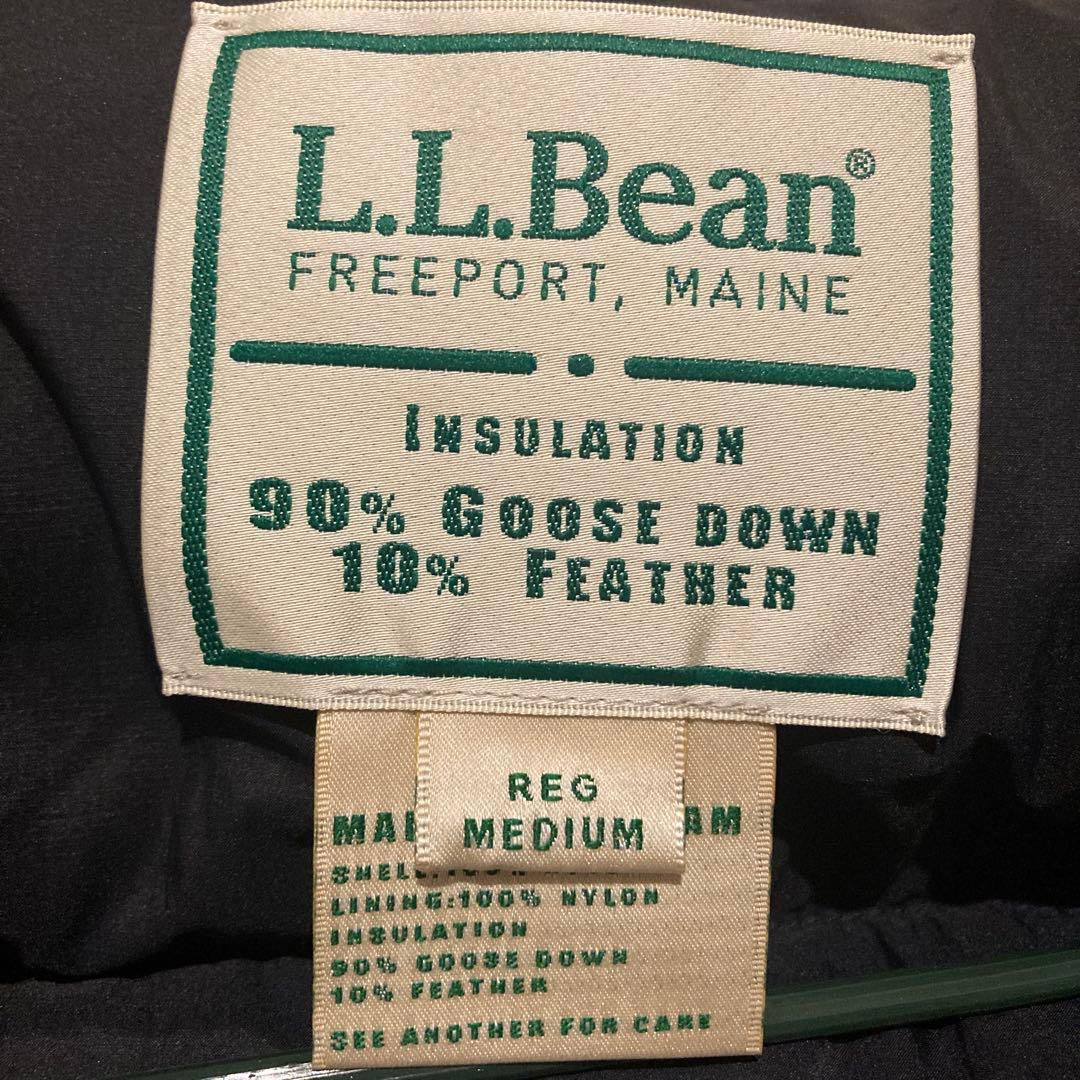 L.L.Bean®
FREEPORT, MAINE
INSULATION
90% GOOSE DOWN
10% FEATHER
REG
MEDIUM
LINING:100% NYLON
INSULATION
90% GOOSE DOWN
10% FEATHER
SEE ANOTHER FOR CARE